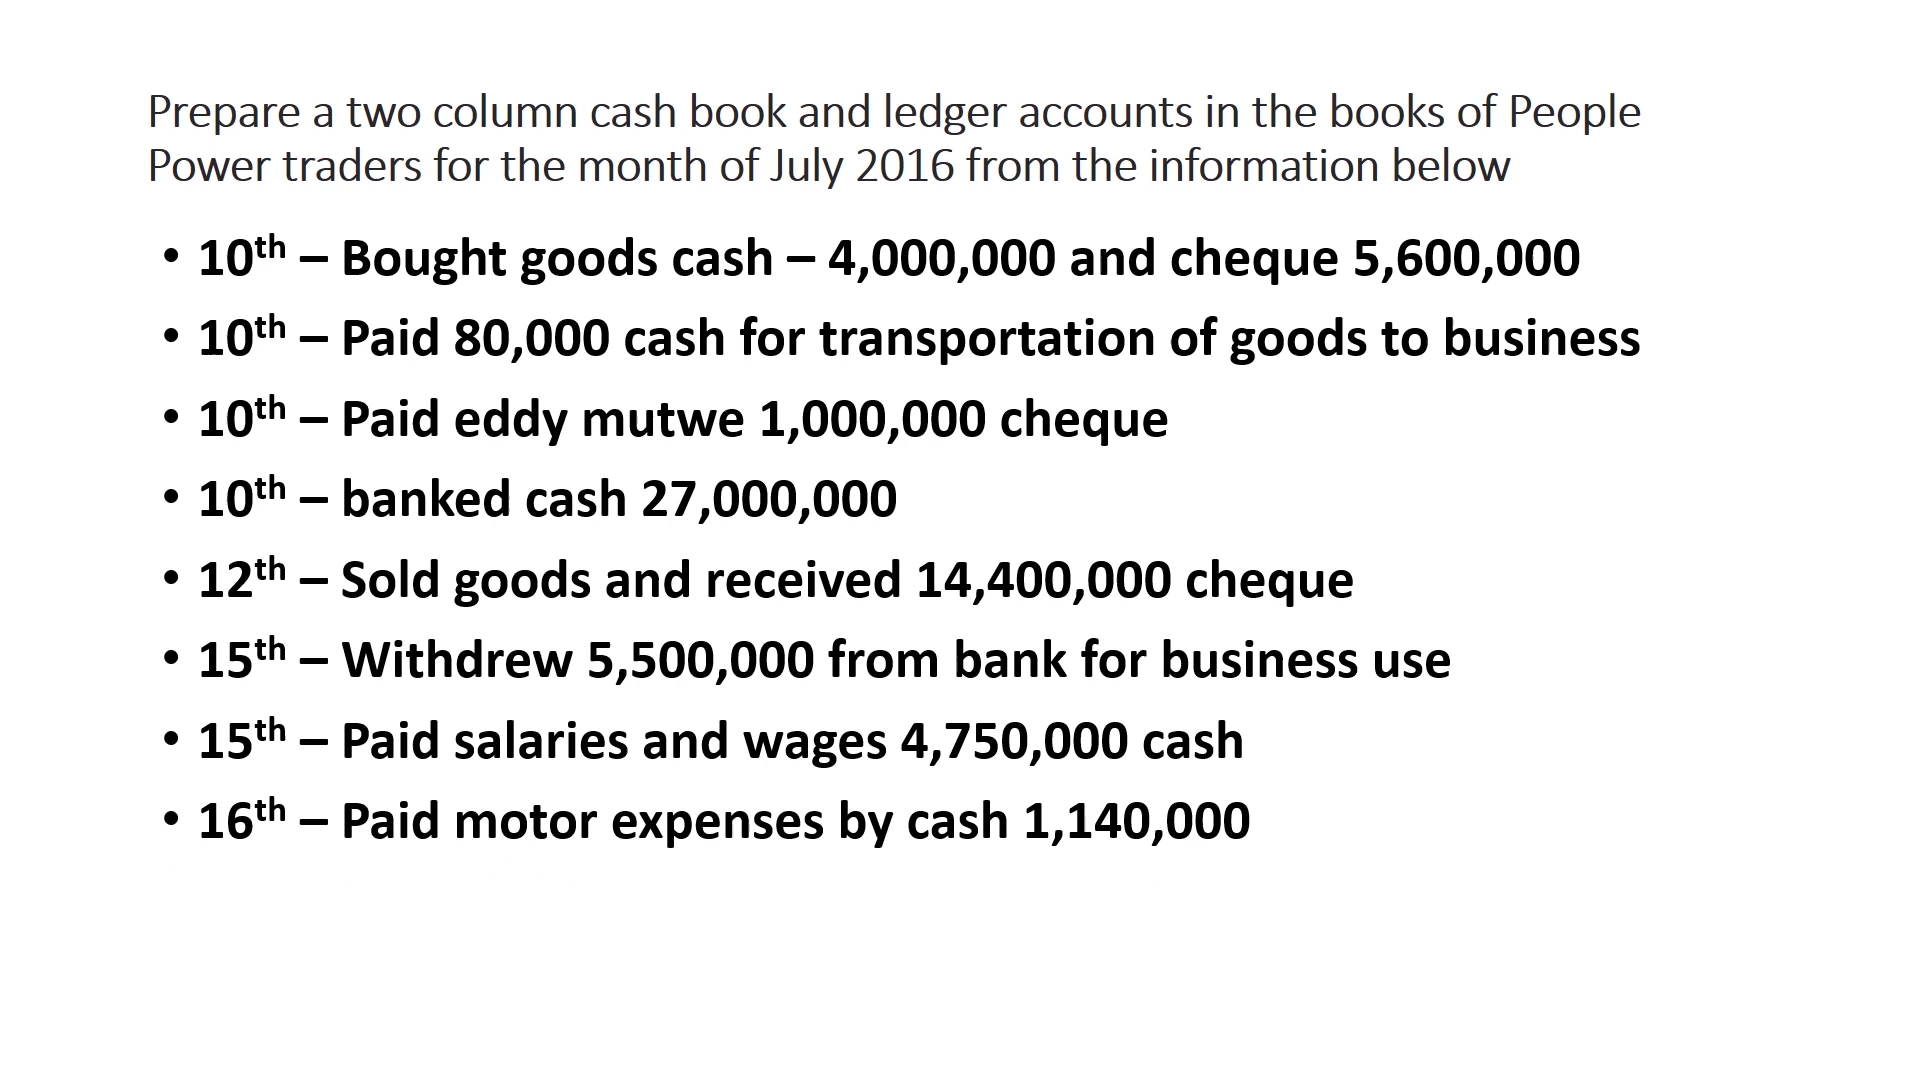 Prepare a two column cash book and ledger accounts in the books of People
Power traders for the month of July 2016 from the information below
• 10th – Bought goods cash – 4,000,000 and cheque 5,600,000
• 10th – Paid 80,000 cash for transportation of goods to business
• 10th – Paid eddy mutwe 1,000,000 cheque
• 10th – banked cash 27,000,000
• 12th – Sold goods and received 14,400,000 cheque
• 15th – Withdrew 5,500,000 from bank for business use
• 15th – Paid salaries and wages 4,750,000 cash
• 16th – Paid motor expenses by cash 1,140,000